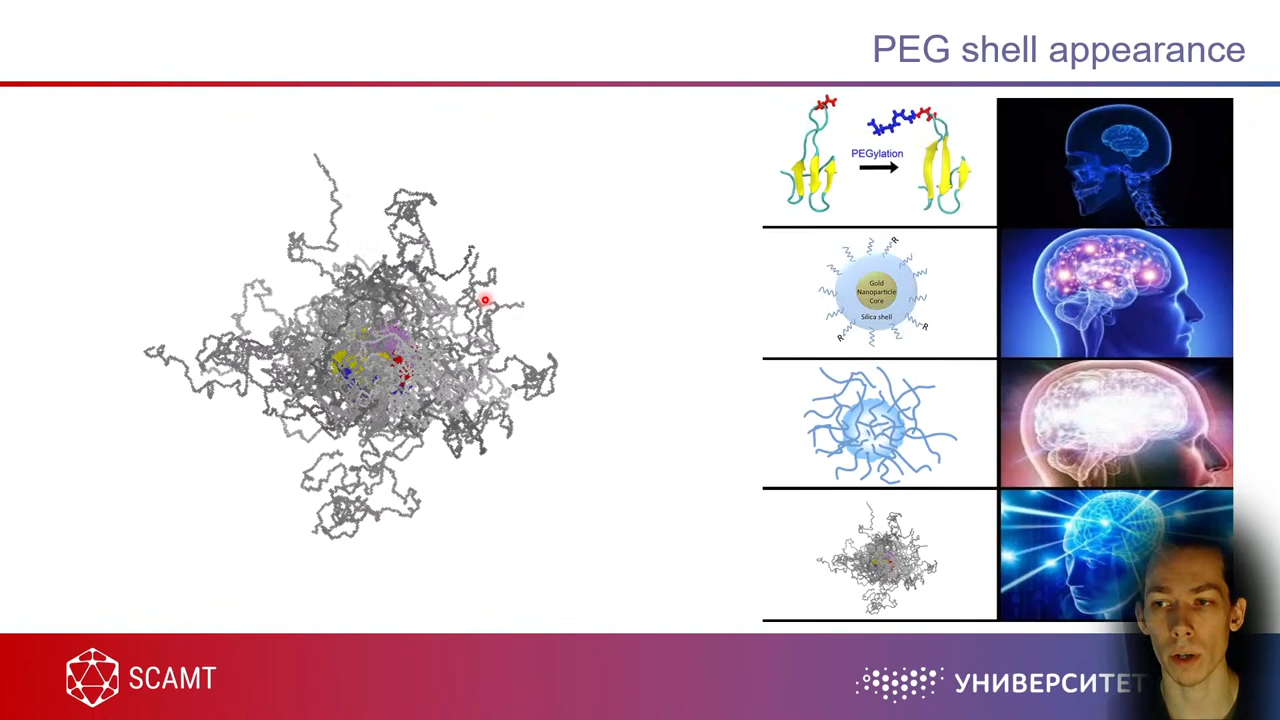 PEG shell appearance
PEGylation
R
Gold
Nanoparticle
Core
Silica shell
R
R
SCAMT
УНИВЕРСИТЕТ